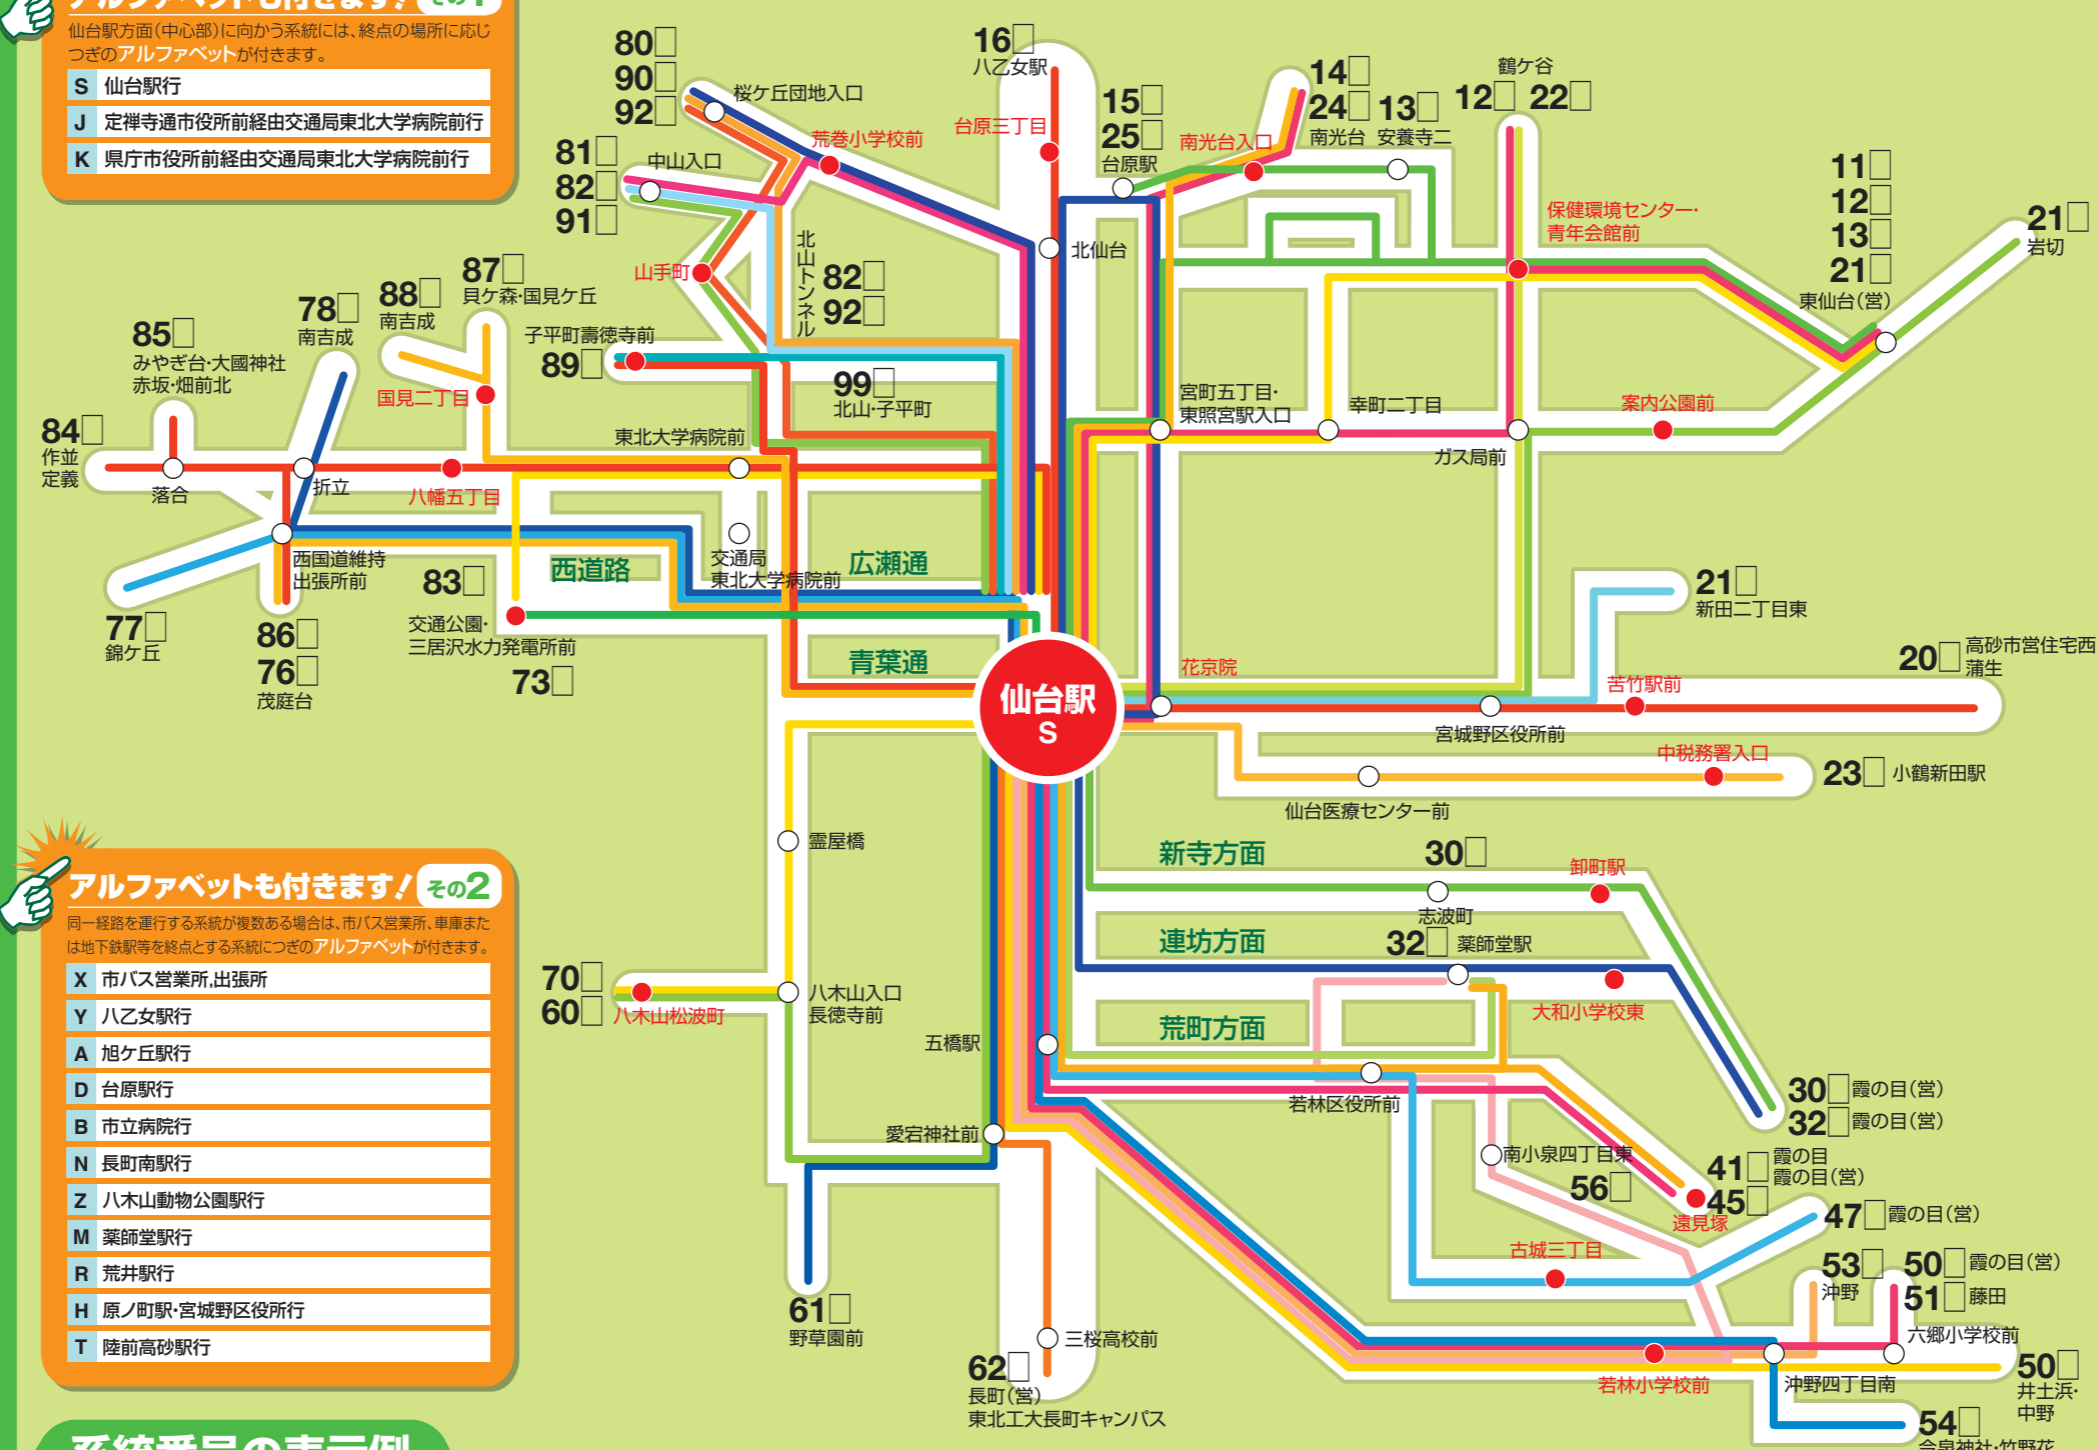 アルファベットも付きます! その1
仙台駅方面(中心部)に向かう系統には、終点の場所に応じ
つぎのアルファベットが付きます。
S 仙台駅行
J 定禅寺通市役所前経由交通局東北大学病院前行
K 県庁市役所前経由交通局東北大学病院前行
80□
90□
92□
桜ケ丘団地入口
荒巻小学校前
81□
82□
91□
中山入口
山手町
北山トンネル
82□
92□
16□
八乙女駅
台原三丁目
北仙台
15□
25□
台原駅
南光台入口
14□
24□
南光台
13□
安養寺二
鶴ケ谷
12□ 22□
保健環境センター・
青年会館前
11□
12□
13□
21□
東仙台(営)
21□
岩切
87□
貝ケ森・国見ケ丘
88□
南吉成
78□
南吉成
85□
みやぎ台・大國神社
赤坂・畑前北
84□
作並
定義
落合
折立
国見二丁目
八幡五丁目
子平町壽徳寺前
89□
99□
北山・子平町
東北大学病院前
宮町五丁目・
東照宮駅入口
幸町二丁目
ガス局前
案内公園前
西国道維持
出張所前
77□
錦ケ丘
86□
76□
茂庭台
83□
交通公園・
三居沢水力発電所前
73□
西道路
交通局
東北大学病院前
広瀬通
青葉通
仙台駅
S
花京院
21□
新田二丁目東
20□
高砂市営住宅西
蒲生
苦竹駅前
宮城野区役所前
中税務署入口
23□ 小鶴新田駅
仙台医療センター前
新寺方面
30□
志波町
卸町駅
連坊方面
32□ 薬師堂駅
大和小学校東
荒町方面
若林区役所前
30□ 霞の目(営)
32□ 霞の目(営)
南小泉四丁目東
56□
41□ 霞の目
霞の目(営)
45□
遠見塚
47□ 霞の目(営)
古城三丁目
53□
沖野
50□ 霞の目(営)
51□ 藤田
六郷小学校前
若林小学校前
沖野四丁目南
50□
井土浜・
中野
54□
今泉神社・竹野花
霊屋橋
70□
60□
八木山松波町
八木山入口
長徳寺前
五橋駅
愛宕神社前
61□
野草園前
三桜高校前
62□
長町(営)
東北工大長町キャンパス
アルファベットも付きます! その2
同一経路を運行する系統が複数ある場合は、市バス営業所、車庫また
は地下鉄駅等を終点とする系統につぎのアルファベットが付きます。
X 市バス営業所,出張所
Y 八乙女駅行
A 旭ケ丘駅行
D 台原駅行
B 市立病院行
N 長町南駅行
Z 八木山動物公園駅行
M 薬師堂駅行
R 荒井駅行
H 原ノ町駅・宮城野区役所行
T 陸前高砂駅行
系統番号の表示例